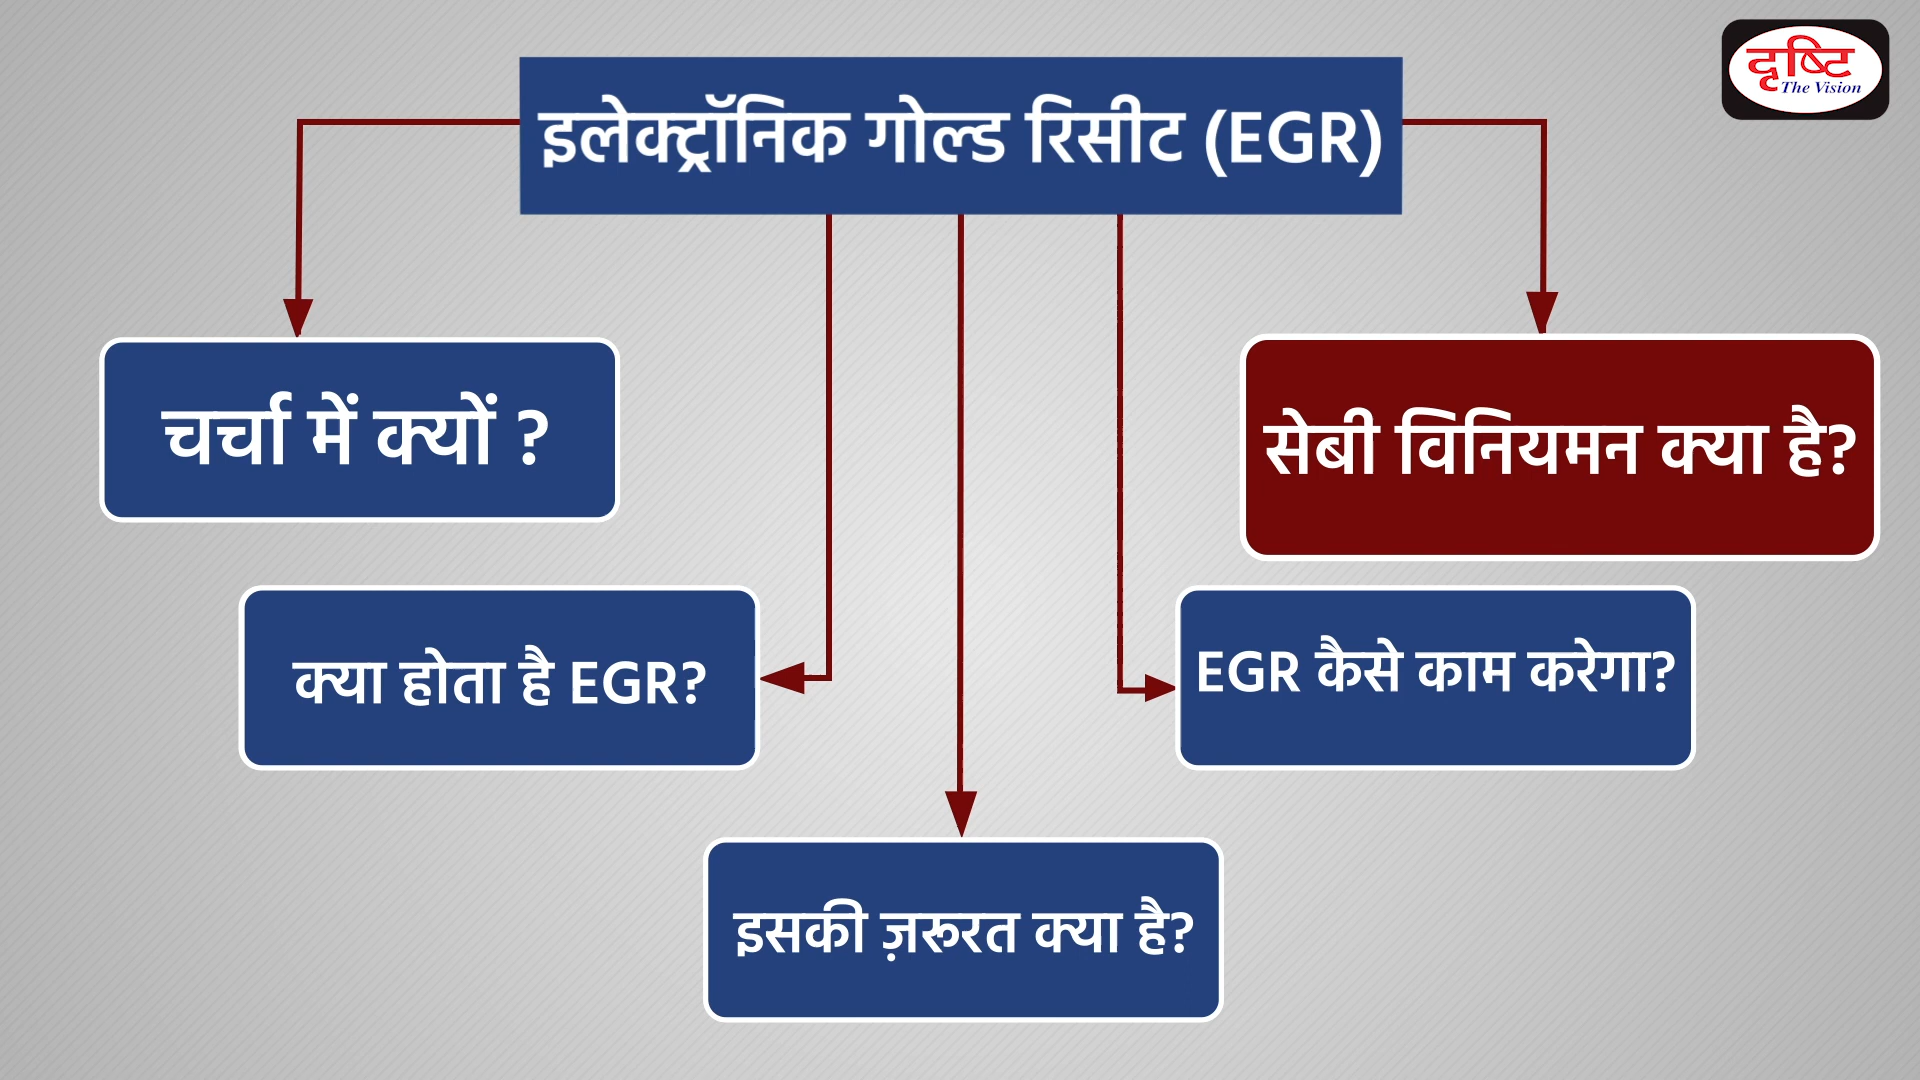 दृष्टि
The Vision
इलेक्ट्रॉनिक गोल्ड रिसीट (EGR)
चर्चा में क्यों ?
सेबी विनियमन क्या है?
क्या होता है EGR?
EGR कैसे काम करेगा?
इसकी ज़रूरत क्या है?